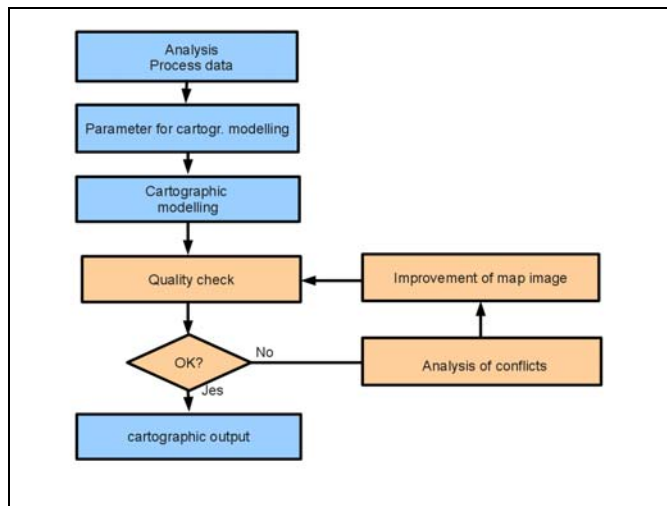 Analysis
Process data
Parameter for cartogr. modelling
Cartographic
modelling
Quality check
Improvement of map image
OK?
No
Analysis of conflicts
Jes
cartographic output